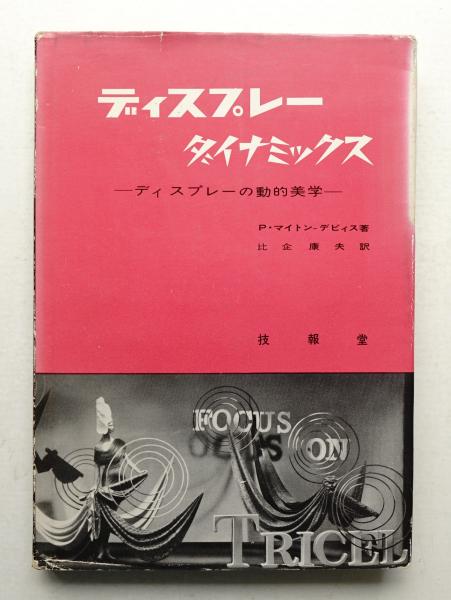 ディスプレー
ダイナミックス
―ディスプレーの動的美学―
P・マイトン-デビィス著
比企康夫訳
技報堂
FOCUS
ON
TRICEL